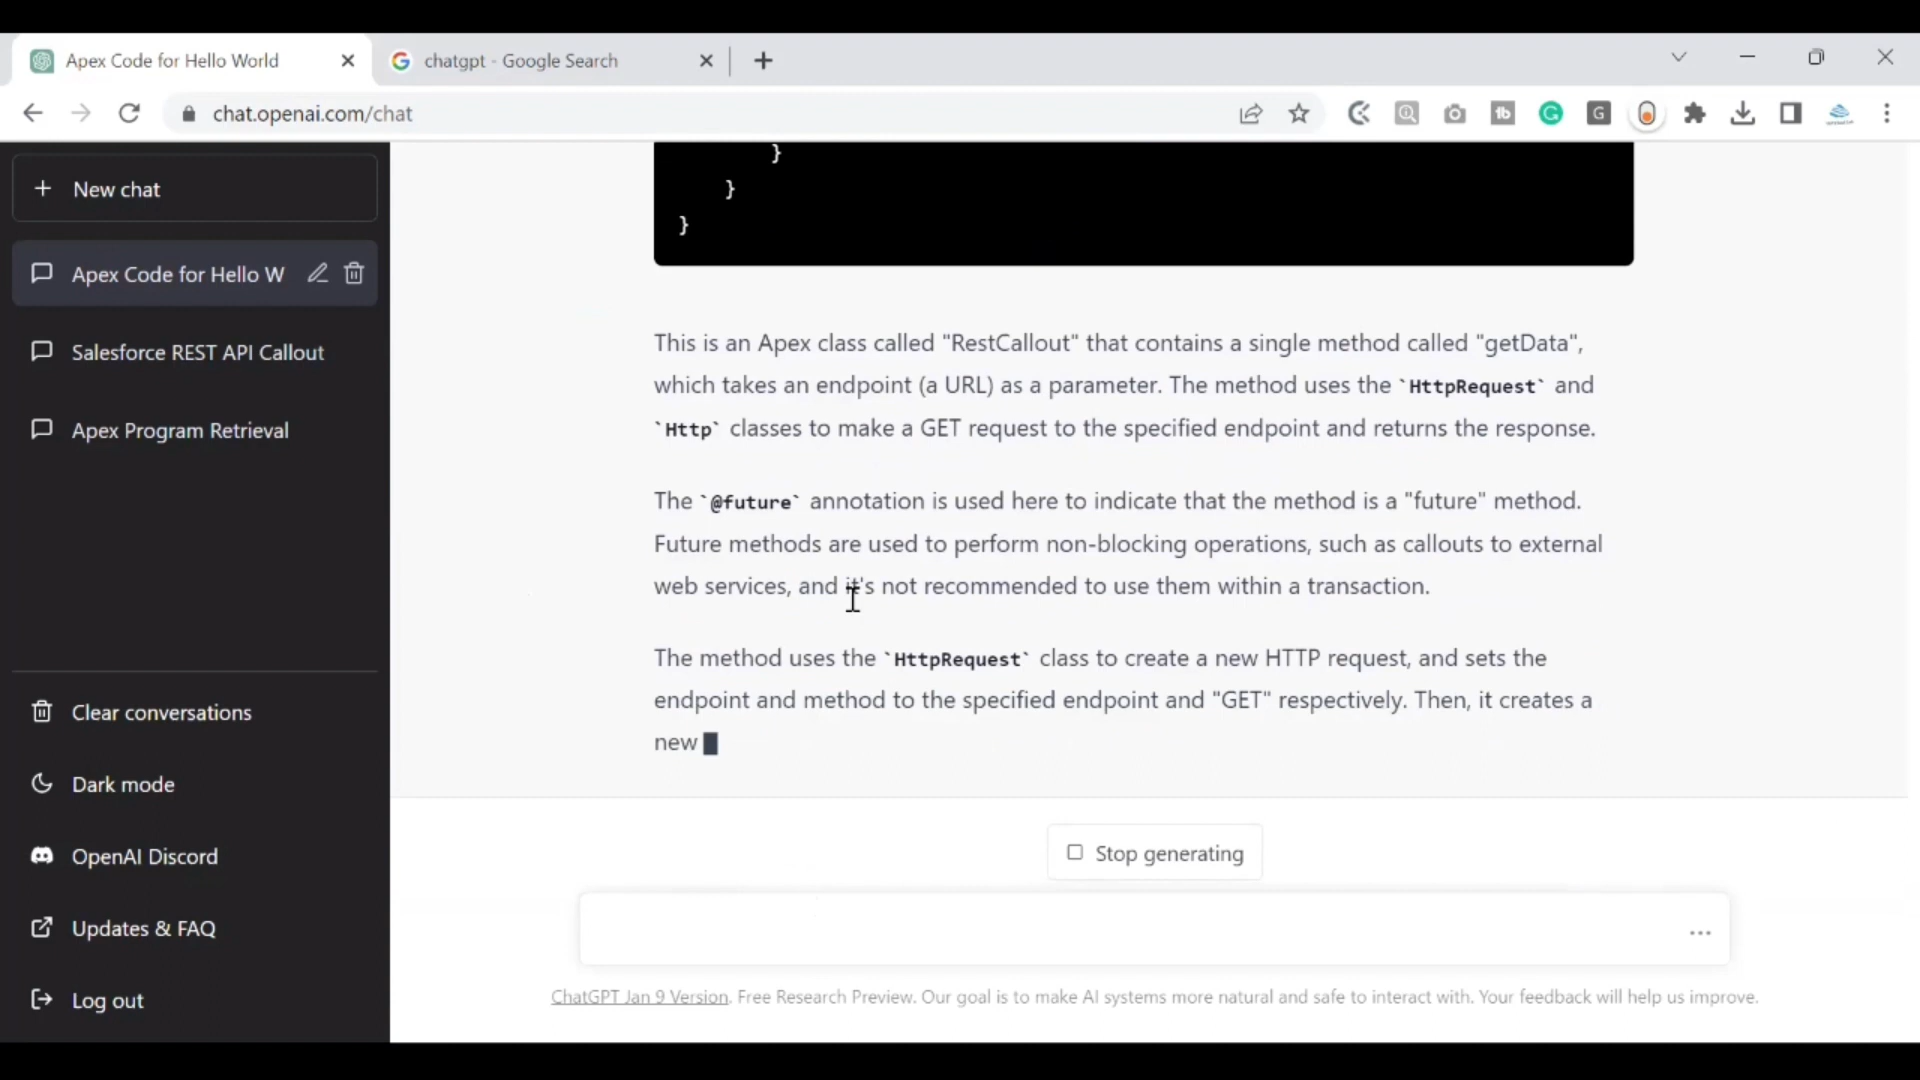 Apex Code for Hello World
chatgpt - Google Search
chat.openai.com/chat
New chat
Apex Code for Hello W
Salesforce REST API Callout
Apex Program Retrieval
Clear conversations
Dark mode
OpenAI Discord
Updates & FAQ
Log out
}
}
}
This is an Apex class called "RestCallout" that contains a single method called "getData",
which takes an endpoint (a URL) as a parameter. The method uses the `HttpRequest` and
`Http` classes to make a GET request to the specified endpoint and returns the response.
The `@future` annotation is used here to indicate that the method is a "future" method.
Future methods are used to perform non-blocking operations, such as callouts to external
web services, and it's not recommended to use them within a transaction.
The method uses the `HttpRequest` class to create a new HTTP request, and sets the
endpoint and method to the specified endpoint and "GET" respectively. Then, it creates a
new
Stop generating
ChatGPT Jan 9 Version. Free Research Preview. Our goal is to make AI systems more natural and safe to interact with. Your feedback will help us improve.